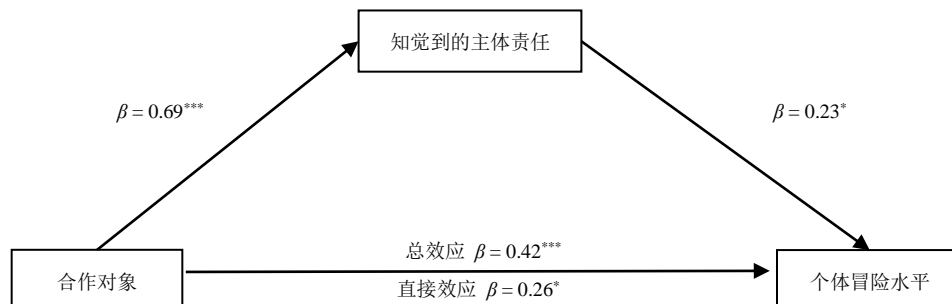 知觉到的主体责任
β = 0.69***
β = 0.23*
总效应 β = 0.42***
合作对象
个体冒险水平
直接效应 β = 0.26*